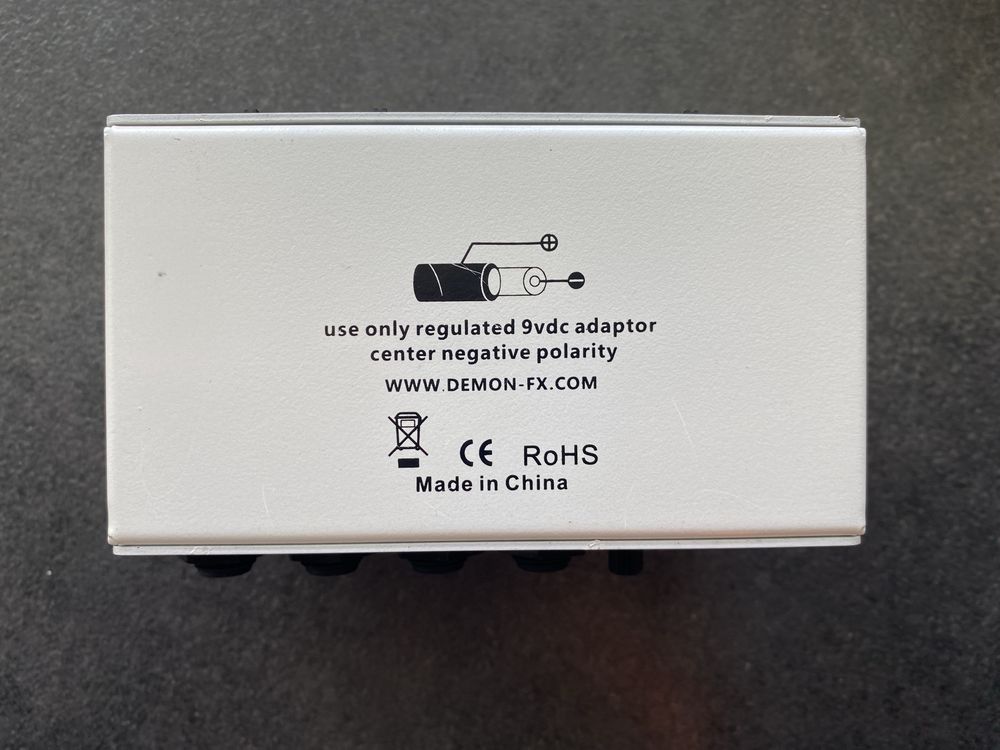 use only regulated 9vdc adaptor
center negative polarity
WWW.DEMON-FX.COM
CE RoHS
Made in China